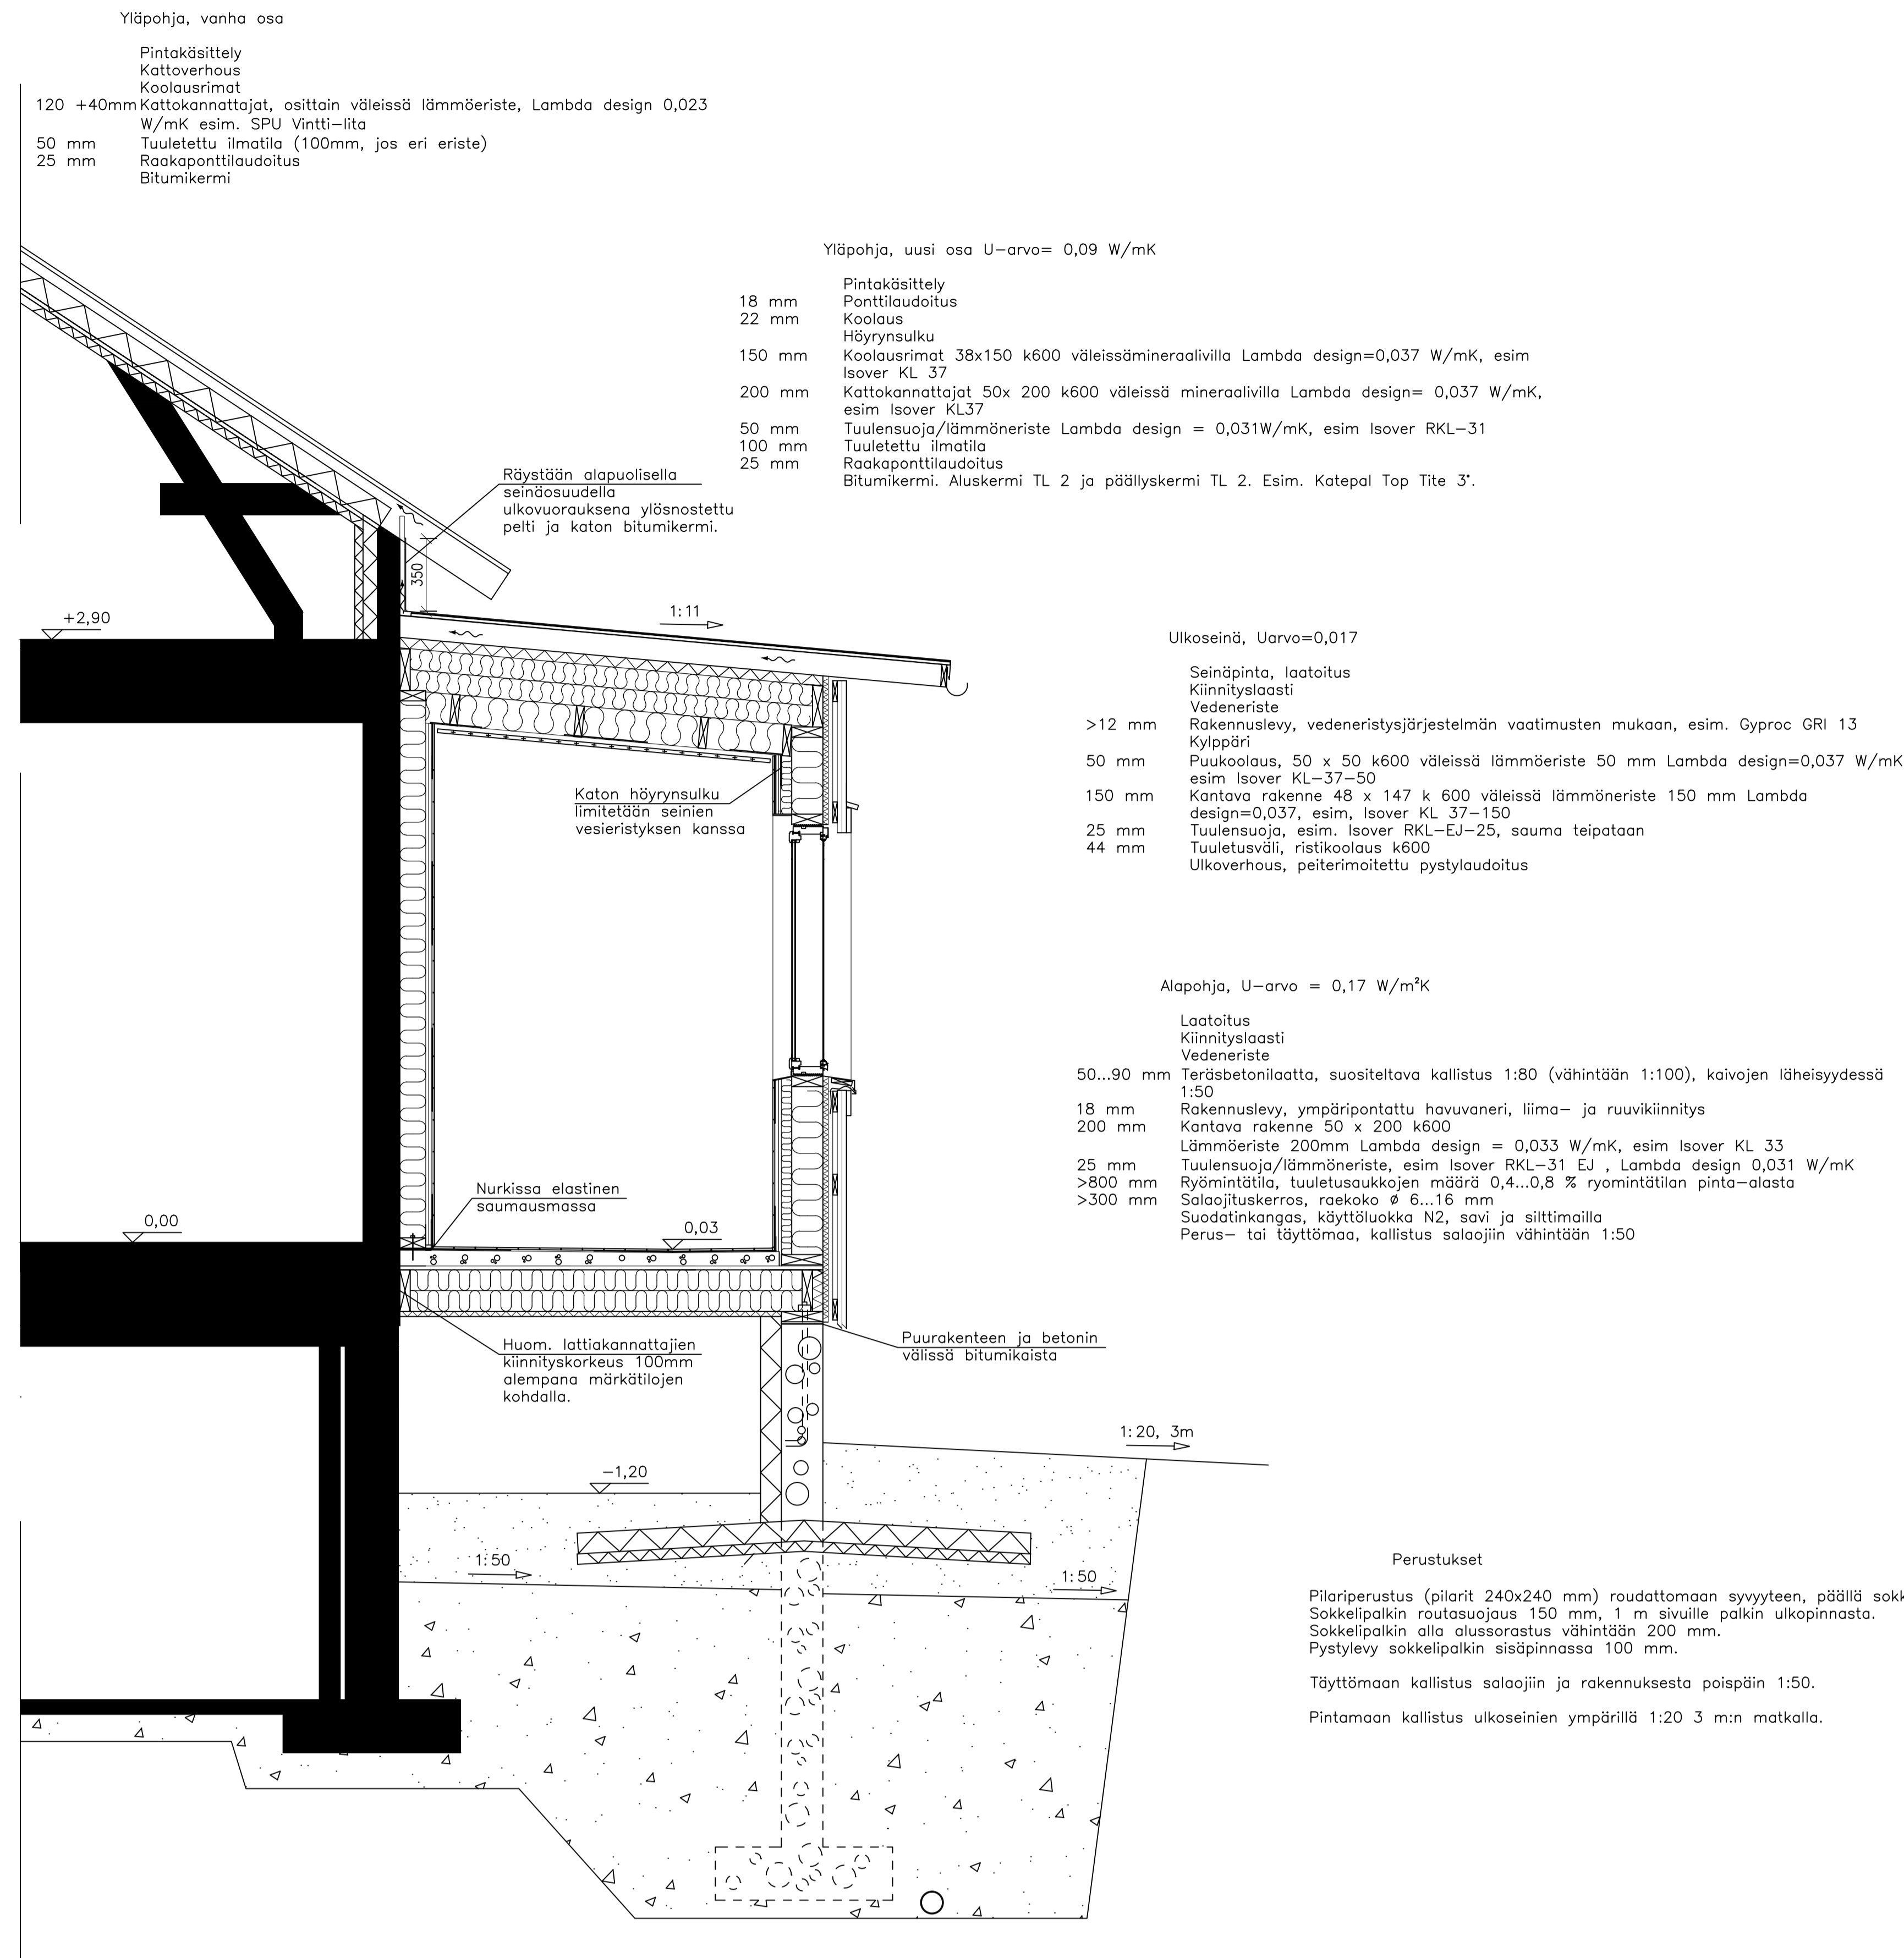 Yläpohja, vanha osa
Pintakäsittely
Kattoverhous
Koolausrimat
120 +40mm Kattokannattajat, osittain väleissä lämmöeriste, Lambda design 0,023
W/mK esim. SPU Vintti-lita
50 mm Tuuletettu ilmatila (100mm, jos eri eriste)
25 mm Raakaponttilaudoitus
Bitumikermi
Yläpohja, uusi osa U-arvo= 0,09 W/mK
Pintakäsittely
18 mm Ponttilaudoitus
22 mm Koolaus
Höyrynsulku
150 mm Koolausrimat 38x150 k600 väleissämineraalivilla Lambda design=0,037 W/mK, esim
Isover KL 37
200 mm Kattokannattajat 50x 200 k600 väleissä mineraalivilla Lambda design= 0,037 W/mK,
esim Isover KL37
50 mm Tuulensuoja/lämmöneriste Lambda design = 0,031W/mK, esim Isover RKL-31
100 mm Tuuletettu ilmatila
25 mm Raakaponttilaudoitus
Bitumikermi. Aluskermi TL 2 ja päällyskermi TL 2. Esim. Katepal Top Tite 3°.
Räystään alapuolisella
seinäosuudella
ulkovuorauksena ylösnostettu
pelti ja katon bitumikermi.
350
+2,90
1:11
Ulkoseinä, Uarvo=0,017
Seinäpinta, laatoitus
Kiinnityslaasti
Vedeneriste
>12 mm Rakennuslevy, vedeneristysjärjestelmän vaatimusten mukaan, esim. Gyproc GRI 13
Kylppäri
50 mm Puukoolaus, 50 x 50 k600 väleissä lämmöeriste 50 mm Lambda design=0,037 W/mK
esim Isover KL-37-50
150 mm Kantava rakenne 48 x 147 k 600 väleissä lämmöneriste 150 mm Lambda
design=0,037, esim, Isover KL 37-150
25 mm Tuulensuoja, esim. Isover RKL-EJ-25, sauma teipataan
44 mm Tuuletusväli, ristikoolaus k600
Ulkoverhous, peiterimoitettu pystylaudoitus
Katon höyrynsulku
limitetään seinien
vesieristyksen kanssa
Alapohja, U-arvo = 0,17 W/m²K
Laatoitus
Kiinnityslaasti
Vedeneriste
50...90 mm Teräsbetonilaatta, suositeltava kallistus 1:80 (vähintään 1:100), kaivojen läheisyydessä
1:50
18 mm Rakennuslevy, ympäripontattu havuvaneri, liima- ja ruuvikiinnitys
200 mm Kantava rakenne 50 x 200 k600
Lämmöeriste 200mm Lambda design = 0,033 W/mK, esim Isover KL 33
25 mm Tuulensuoja/lämmöneriste, esim Isover RKL-31 EJ , Lambda design 0,031 W/mK
>800 mm Ryömintätila, tuuletusaukkojen määrä 0,4...0,8 % ryomintätilan pinta-alasta
>300 mm Salaojituskerros, raekoko ø 6...16 mm
Suodatinkangas, käyttöluokka N2, savi ja silttimailla
Perus- tai täyttömaa, kallistus salaojiin vähintään 1:50
Nurkissa elastinen
saumausmassa
0,00
0,03
Huom. lattiakannattajien
kiinnityskorkeus 100mm
alempana märkätilojen
kohdalla.
Puurakenteen ja betonin
välissä bitumikaista
1:20, 3m
-1,20
1:50
1:50
Perustukset
Pilariperustus (pilarit 240x240 mm) roudattomaan syvyyteen, päällä sokk
Sokkelipalkin routasuojaus 150 mm, 1 m sivuille palkin ulkopinnasta.
Sokkelipalkin alla alussorastus vähintään 200 mm.
Pystylevy sokkelipalkin sisäpinnassa 100 mm.
Täyttömaan kallistus salaojiin ja rakennuksesta poispäin 1:50.
Pintamaan kallistus ulkoseinien ympärillä 1:20 3 m:n matkalla.